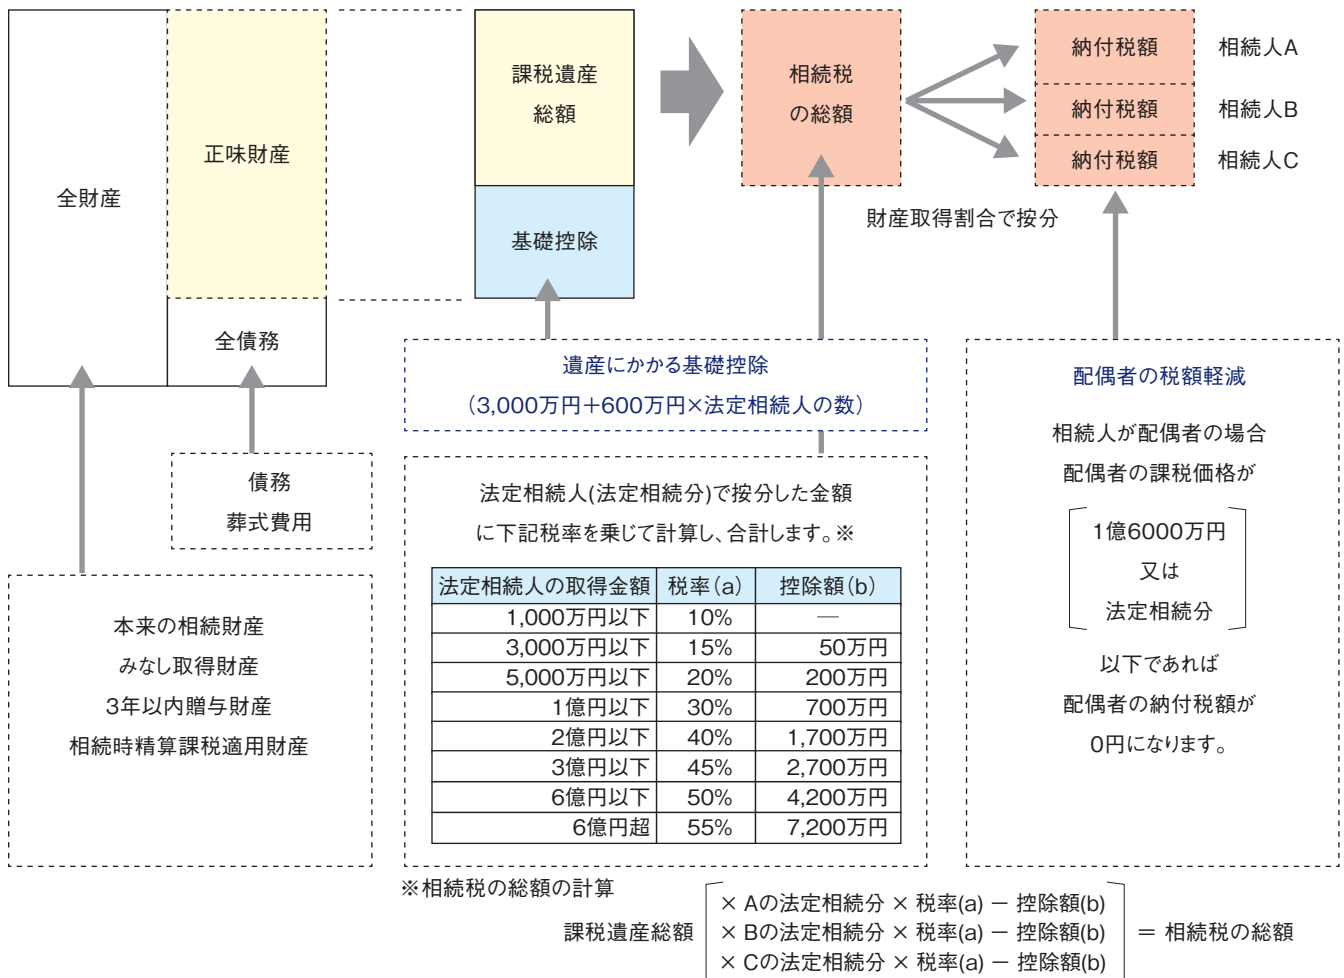 全財産
正味財産
全債務
債務
葬式費用
本来の相続財産
みなし取得財産
3年以内贈与財産
相続時精算課税適用財産
課税遺産
総額
基礎控除
遺産にかかる基礎控除
(3,000万円+600万円×法定相続人の数)
相続税
の総額
財産取得割合で按分
納付税額 相続人A
納付税額 相続人B
納付税額 相続人C
法定相続人(法定相続分)で按分した金額
に下記税率を乗じて計算し、合計します。※
法定相続人の取得金額 税率(a) 控除額(b)
1,000万円以下 10% ―
3,000万円以下 15% 50万円
5,000万円以下 20% 200万円
1億円以下 30% 700万円
2億円以下 40% 1,700万円
3億円以下 45% 2,700万円
6億円以下 50% 4,200万円
6億円超 55% 7,200万円
配偶者の税額軽減
相続人が配偶者の場合
配偶者の課税価格が
1億6000万円
又は
法定相続分
以下であれば
配偶者の納付税額が
0円になります。
※相続税の総額の計算
× Aの法定相続分 × 税率(a) − 控除額(b)
課税遺産総額 × Bの法定相続分 × 税率(a) − 控除額(b) = 相続税の総額
× Cの法定相続分 × 税率(a) − 控除額(b)